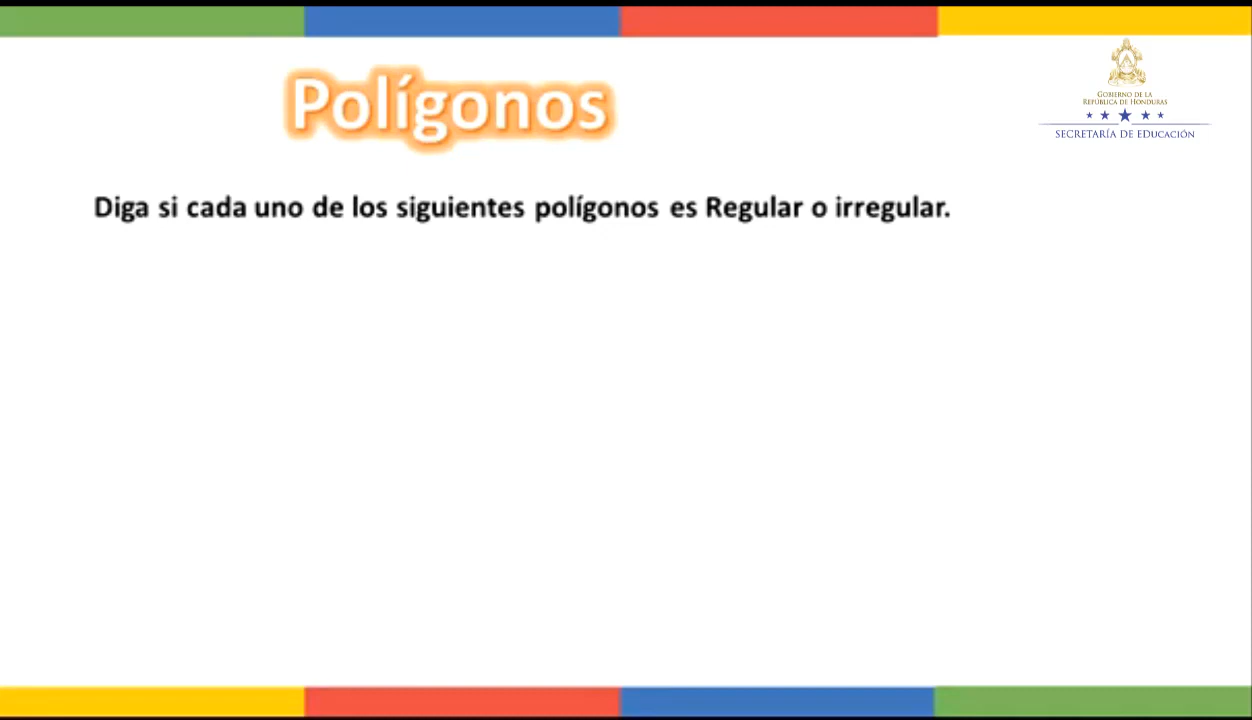 Polígonos
GOBIERNO DE LA
REPÚBLICA DE HONDURAS
SECRETARÍA DE EDUCACIÓN
Diga si cada uno de los siguientes polígonos es Regular o irregular.